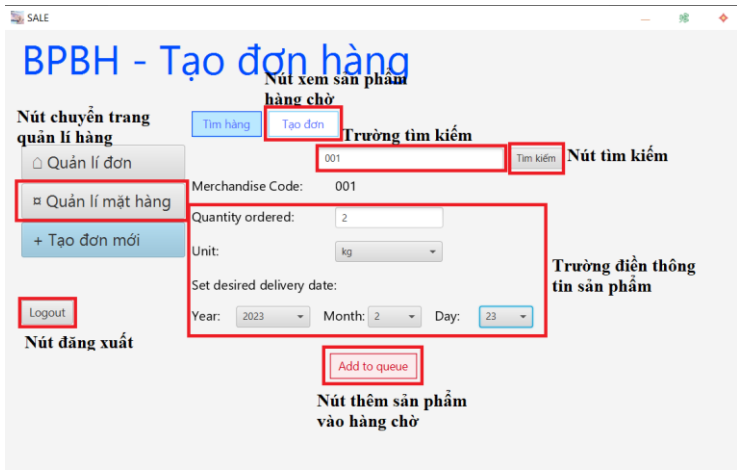 SALE
BPBH - Tạo đơn hàng
Nút xem sản phẩm
hàng chờ
Nút chuyển trang
quản lí hàng
Tìm hàng
Tạo đơn
Trường tìm kiếm
001
Tìm kiếm
Nút tìm kiếm
⌂ Quản lí đơn
Merchandise Code: 001
¤ Quản lí mặt hàng
Quantity ordered: 2
+ Tạo đơn mới
Unit: kg
Trường điền thông
tin sản phẩm
Set desired delivery date:
Logout
Year: 2023 Month: 2 Day: 23
Nút đăng xuất
Add to queue
Nút thêm sản phẩm
vào hàng chờ